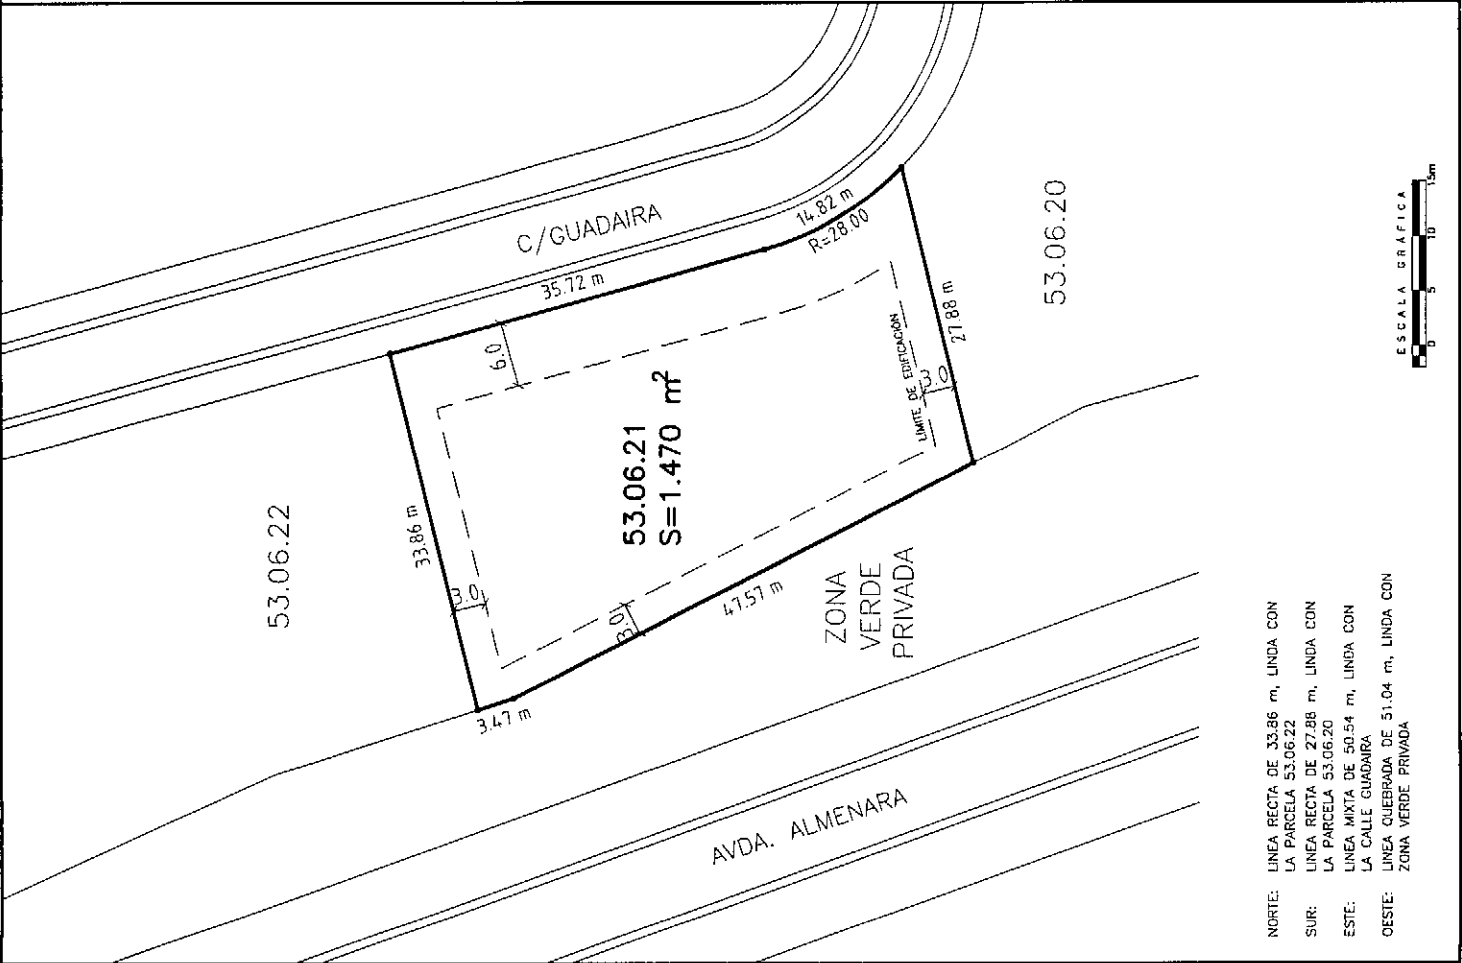 C/GUADAIRA
35.72 m
14.82 m
R=28.00
6.0
53.06.22
33.86 m
3.0
53.06.21
S=1.470 m²
LIMITE DE EDIFICACIÓN
3.0
27.88 m
53.06.20
3.0
47.57 m
3.47 m
ZONA
VERDE
PRIVADA
AVDA. ALMENARA
NORTE: LINEA RECTA DE 33.86 m, LINDA CON
LA PARCELA 53.06.22
SUR: LINEA RECTA DE 27.88 m, LINDA CON
LA PARCELA 53.06.20
ESTE: LINEA MIXTA DE 50.54 m, LINDA CON
LA CALLE GUADAIRA
OESTE: LINEA QUEBRADA DE 51.04 m, LINDA CON
ZONA VERDE PRIVADA
ESCALA GRÁFICA
0 5 10 15m